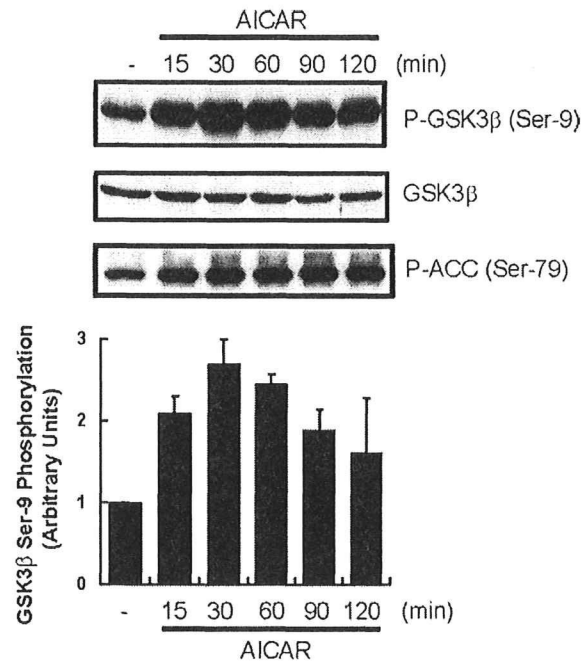 AICAR
- 15 30 60 90 120 (min)
P-GSK3β (Ser-9)
GSK3β
P-ACC (Ser-79)
GSK3β Ser-9 Phosphorylation
(Arbitrary Units)
3
2
1
0
- 15 30 60 90 120 (min)
AICAR